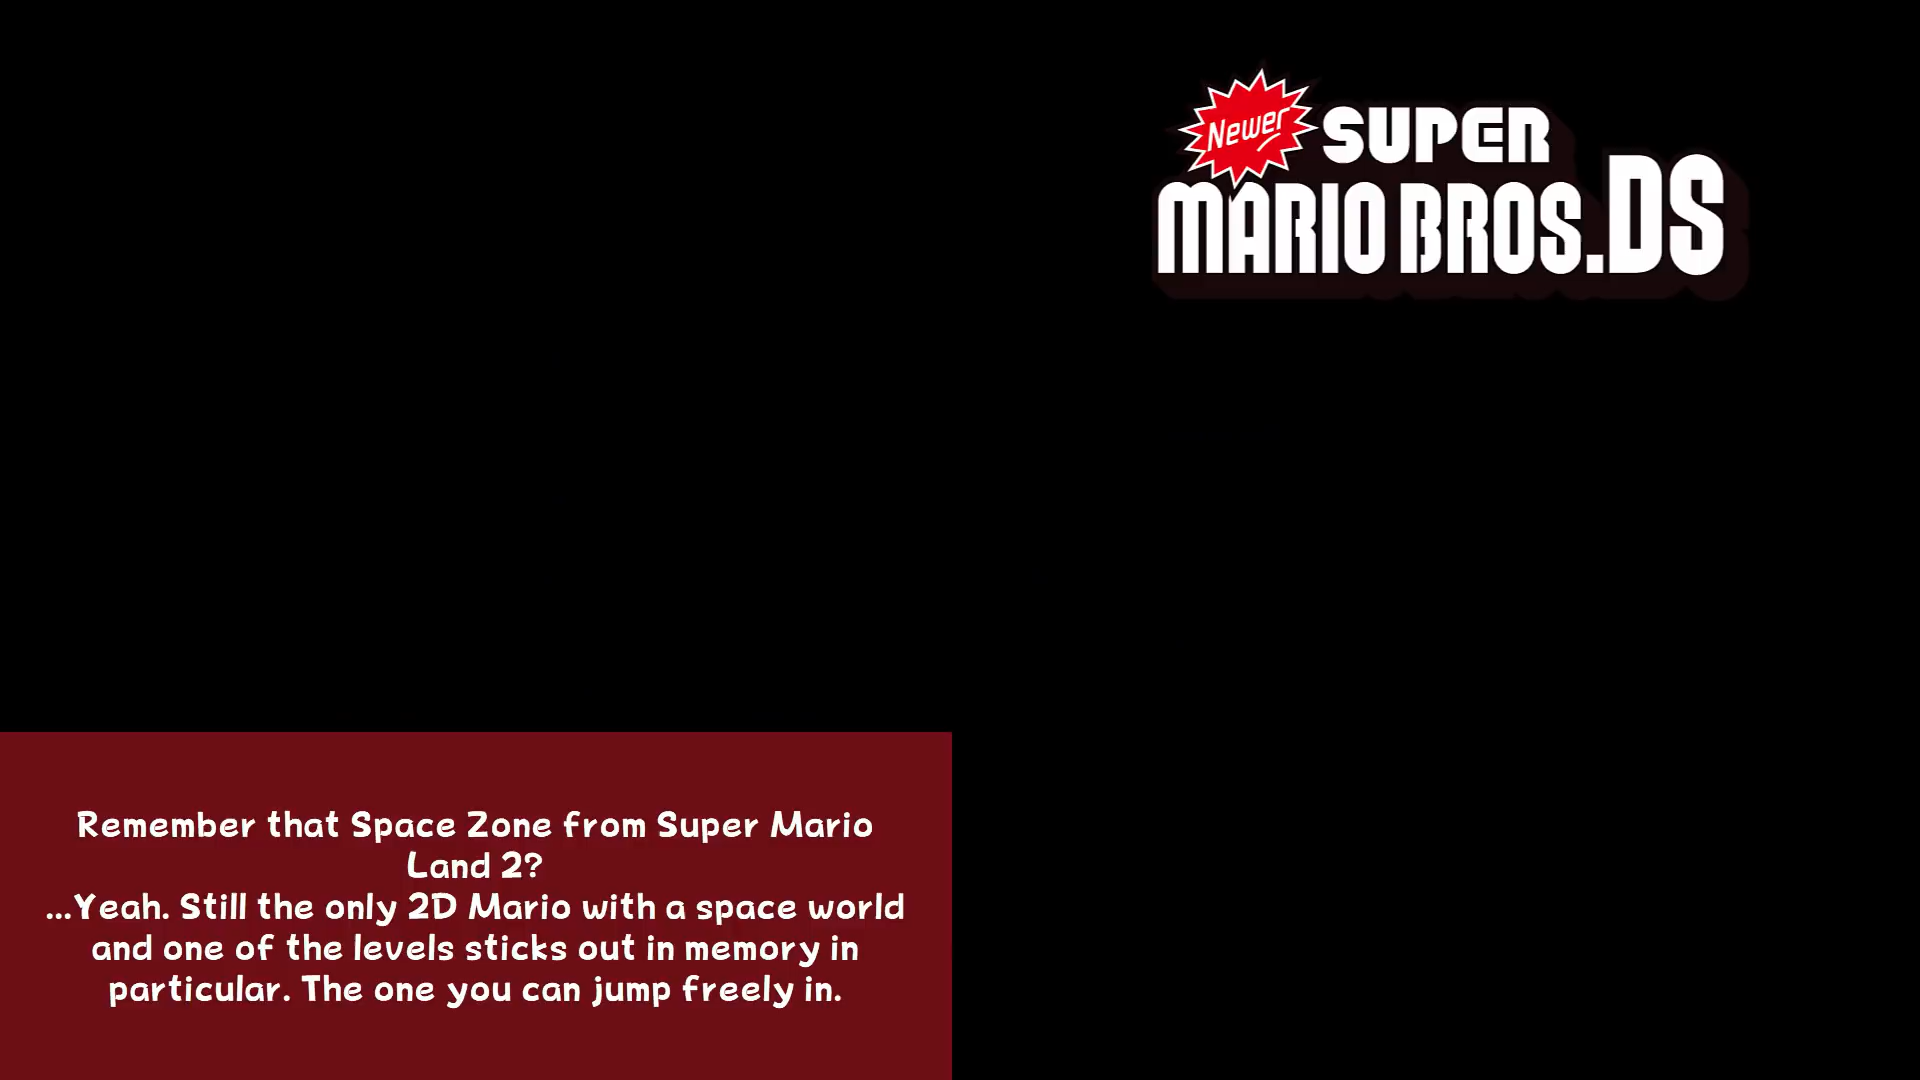 Newer
SUPER
MARIO BROS.DS
Remember that Space Zone from Super Mario
Land 2?
...Yeah. Still the only 2D Mario with a space world
and one of the levels sticks out in memory in
particular. The one you can jump freely in.